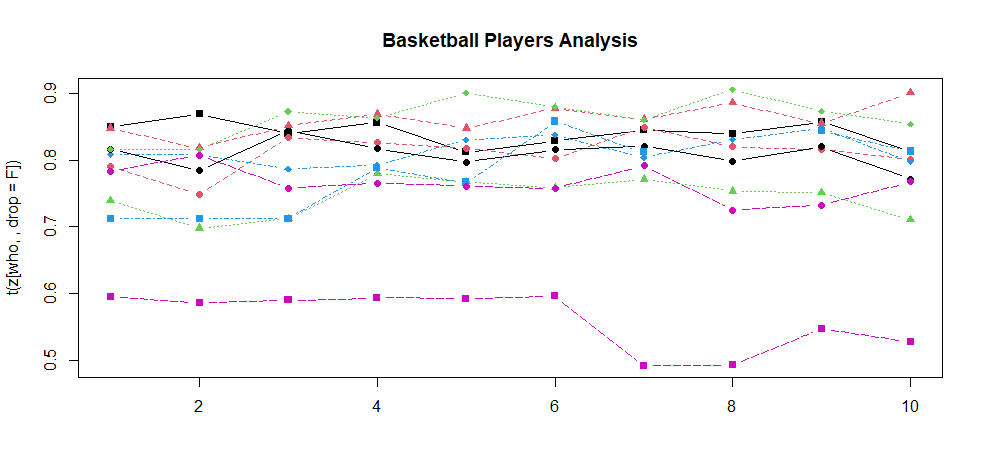 Basketball Players Analysis
t(z[who, , drop = F])
0.9
0.8
0.7
0.6
0.5
2 4 6 8 10